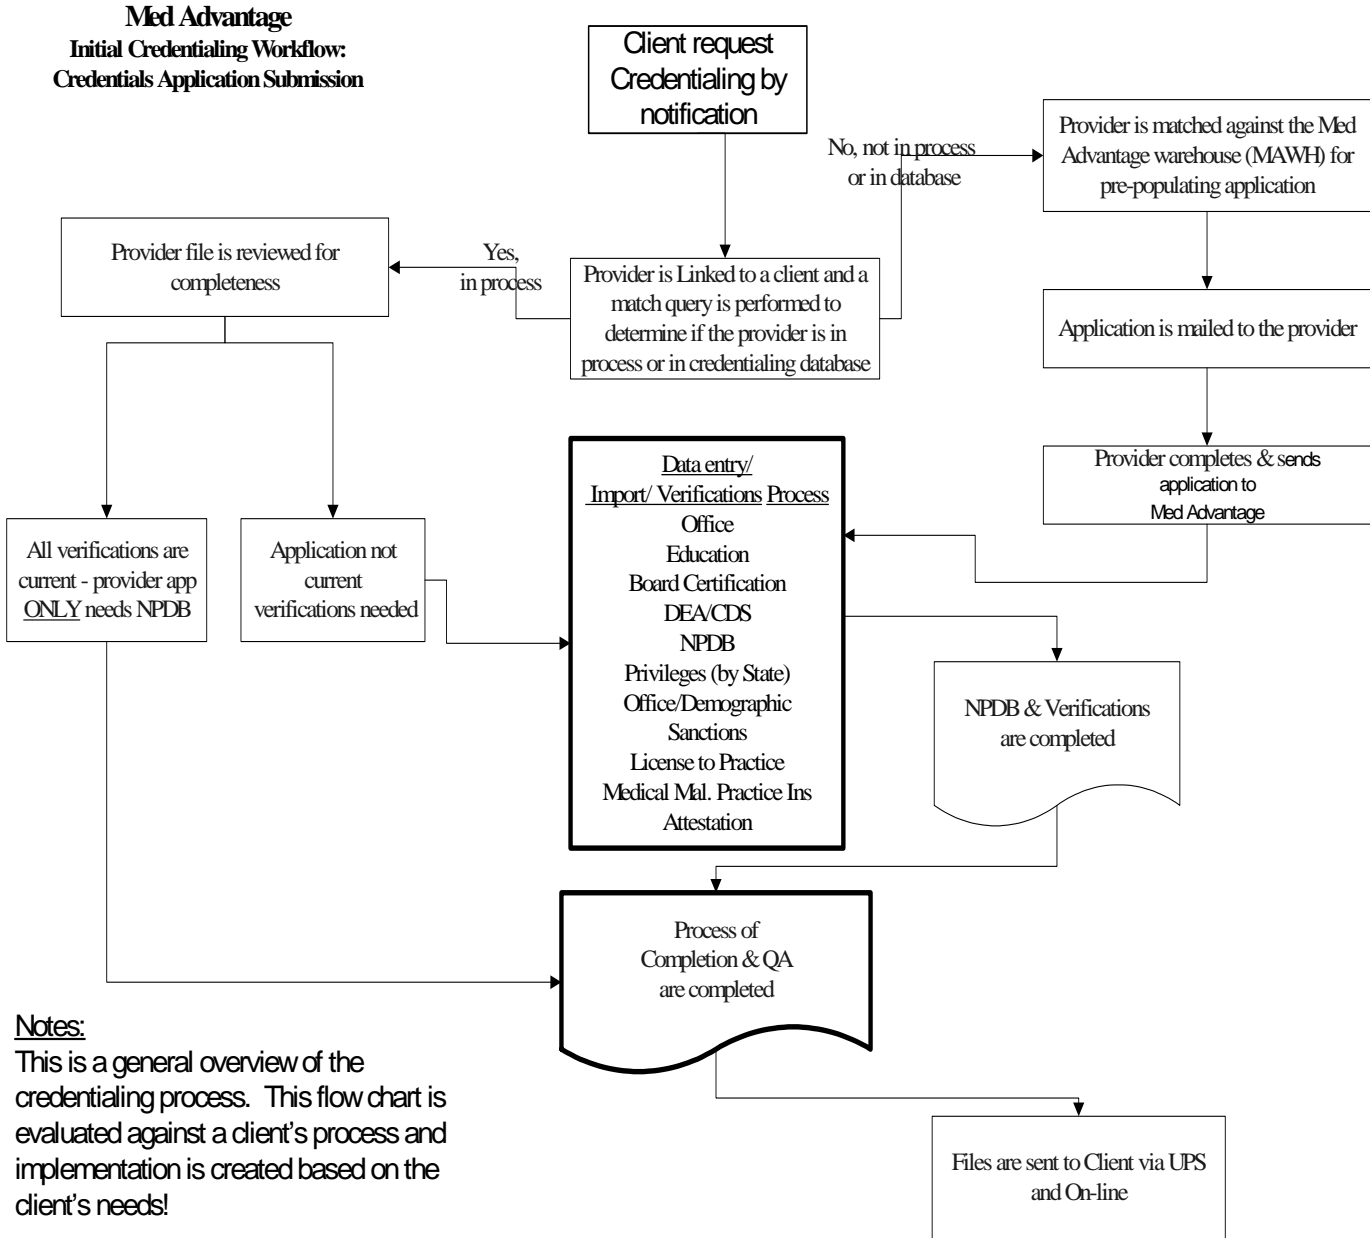 Med Advantage
Initial Credentialing Workflow:
Credentials Application Submission
Client request
Credentialing by
notification
No, not in process
or in database
Provider is matched against the Med
Advantage warehouse (MAWH) for
pre-populating application
Provider file is reviewed for
completeness
Yes,
in process
Provider is Linked to a client and a
match query is performed to
determine if the provider is in
process or in credentialing database
Application is mailed to the provider
Provider completes & sends
application to
Med Advantage
All verifications are
current - provider app
ONLY needs NPDB
Application not
current
verifications needed
Data entry/
Import/ Verifications Process
Office
Education
Board Certification
DEA/CDS
NPDB
Privileges (by State)
Office/Demographic
Sanctions
License to Practice
Medical Mal. Practice Ins
Attestation
NPDB & Verifications
are completed
Process of
Completion & QA
are completed
Notes:
This is a general overview of the
credentialing process. This flow chart is
evaluated against a client's process and
implementation is created based on the
client's needs!
Files are sent to Client via UPS
and On-line